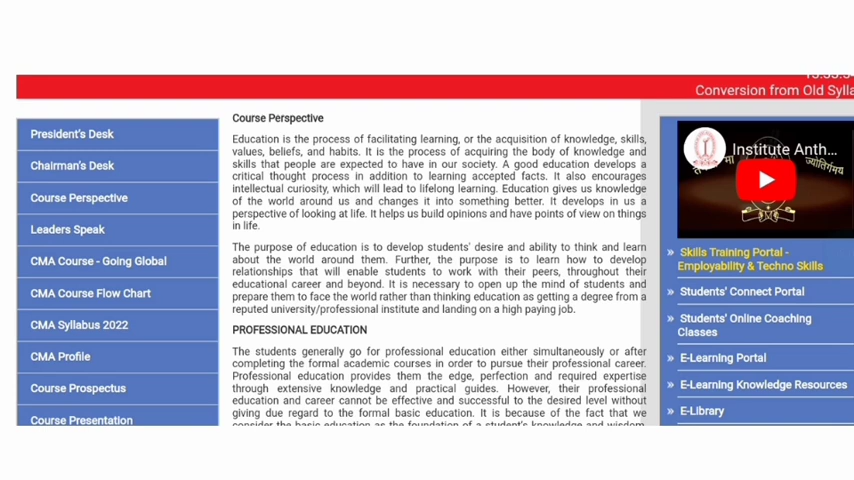 Conversion from Old Sylla
President's Desk
Chairman's Desk
Course Perspective
Leaders Speak
CMA Course - Going Global
CMA Course Flow Chart
CMA Syllabus 2022
CMA Profile
Course Prospectus
Course Presentation
Course Perspective
Education is the process of facilitating learning, or the acquisition of knowledge, skills,
values, beliefs, and habits. It is the process of acquiring the body of knowledge and
skills that people are expected to have in our society. A good education develops a
critical thought process in addition to learning accepted facts. It also encourages
intellectual curiosity, which will lead to lifelong learning. Education gives us knowledge
of the world around us and changes it into something better. It develops in us a
perspective of looking at life. It helps us build opinions and have points of view on things
in life.
The purpose of education is to develop students' desire and ability to think and learn
about the world around them. Further, the purpose is to learn how to develop
relationships that will enable students to work with their peers, throughout their
educational career and beyond. It is necessary to open up the mind of students and
prepare them to face the world rather than thinking education as getting a degree from a
reputed university/professional institute and landing on a high paying job.
PROFESSIONAL EDUCATION
The students generally go for professional education either simultaneously or after
completing the formal academic courses in order to pursue their professional career.
Professional education provides them the edge, perfection and required expertise
through extensive knowledge and practical guides. However, their professional
education and career cannot be effective and successful to the desired level without
giving due regard to the formal basic education. It is because of the fact that we
consider the basic education as the foundation of a student's knowledge and wisdom.
Institute Anth...
ज्योतिर्गमय
» Skills Training Portal -
Employability & Techno Skills
» Students' Connect Portal
» Students' Online Coaching
Classes
» E-Learning Portal
» E-Learning Knowledge Resources
» E-Library